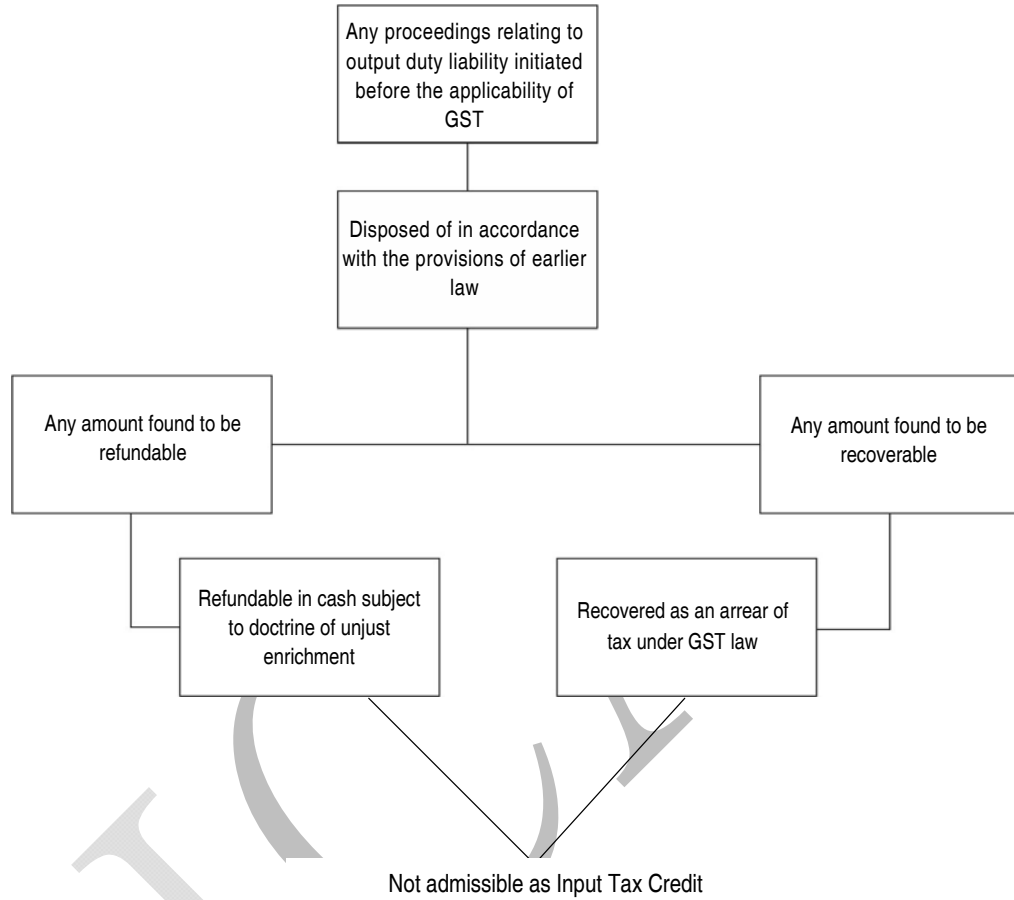 Any proceedings relating to
output duty liability initiated
before the applicability of
GST
Disposed of in accordance
with the provisions of earlier
law
Any amount found to be
refundable
Any amount found to be
recoverable
Refundable in cash subject
to doctrine of unjust
enrichment
Recovered as an arrear of
tax under GST law
Not admissible as Input Tax Credit